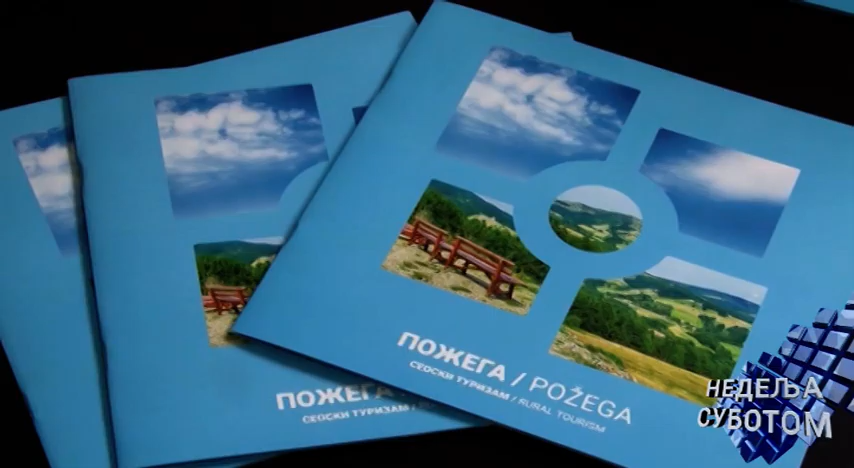 ПОЖЕГА / POŽEGA
СЕОСКИ ТУРИЗАМ / RURAL TOURISM
ПОЖЕГА
СЕОСКИ ТУРИЗАМ /
НЕДЕЉА
СУБОТОМ